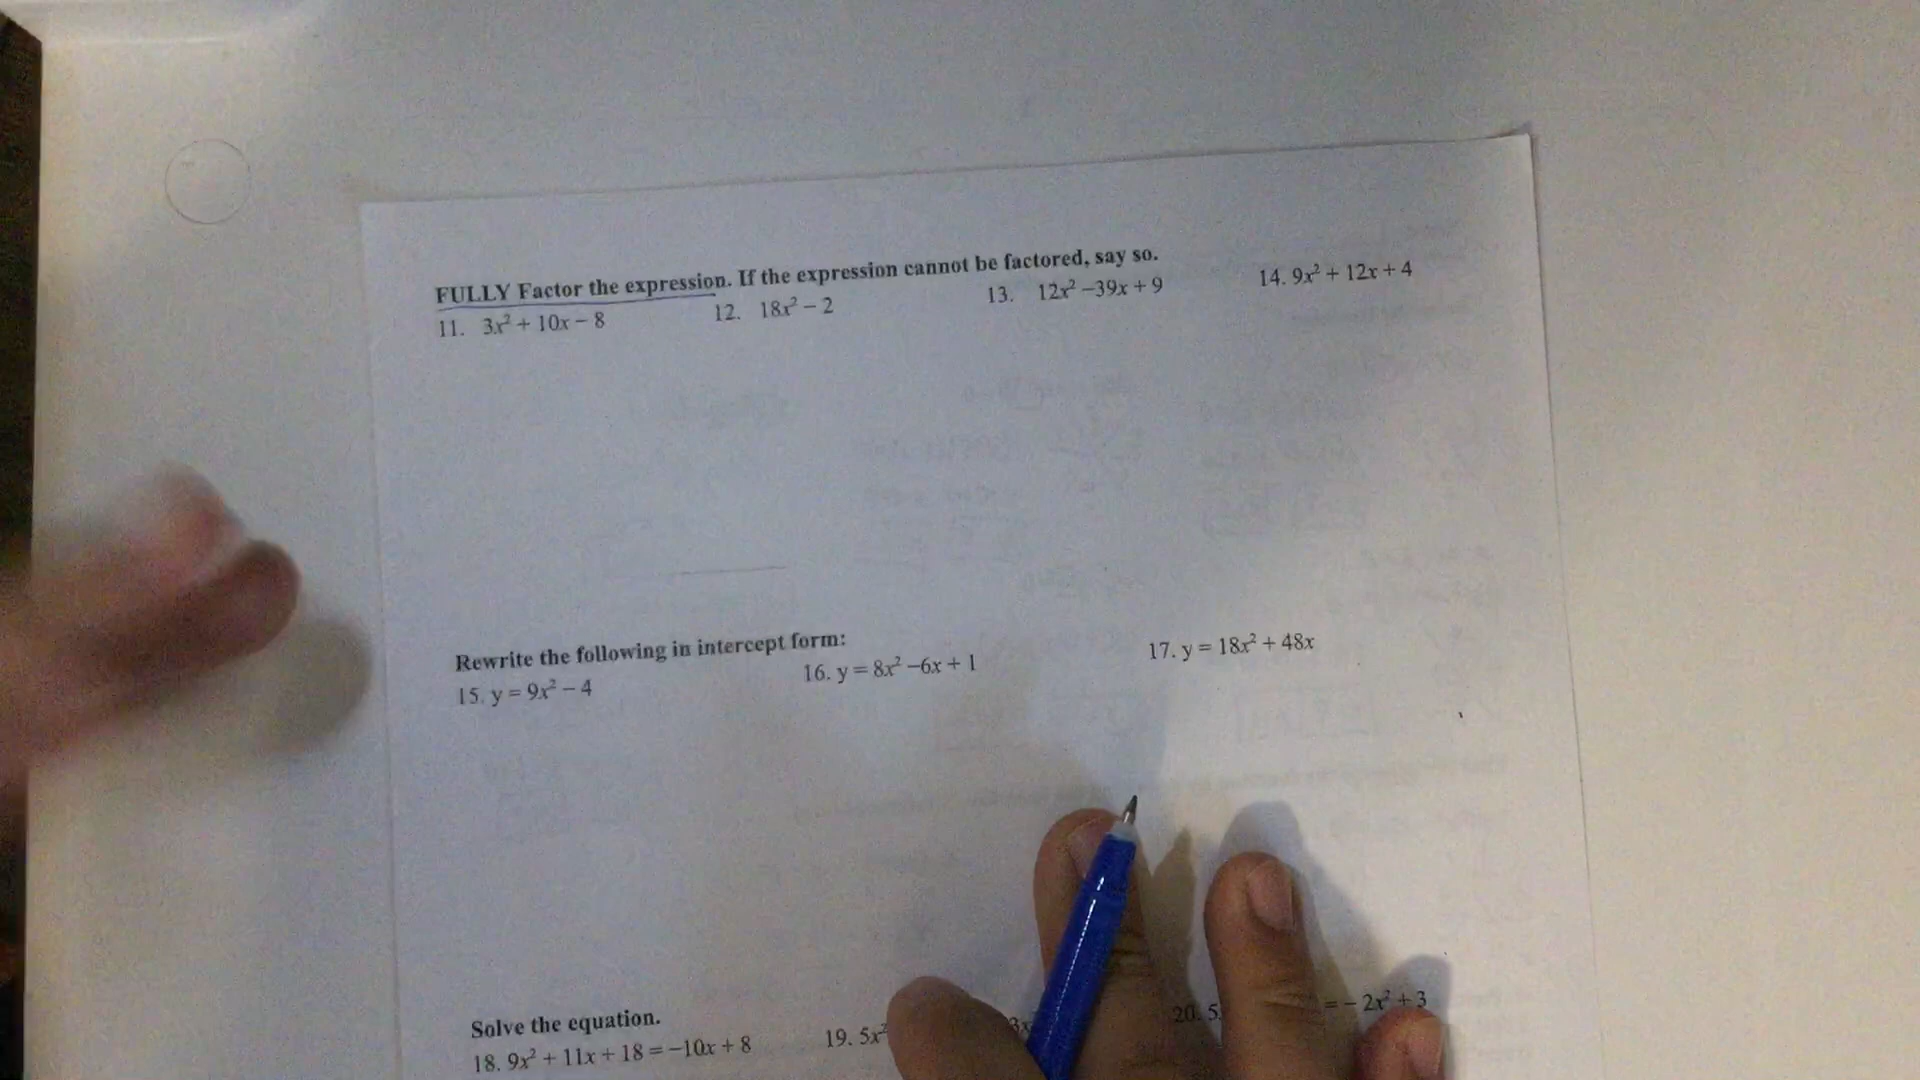 FULLY Factor the expression. If the expression cannot be factored, say so.
11. 3x² + 10x – 8 12. 18x² – 2 13. 12x² –39x + 9 14. 9x² + 12x + 4
Rewrite the following in intercept form:
15. y = 9x² – 4 16. y = 8x² –6x + 1 17. y = 18x² + 48x
Solve the equation.
18. 9x² + 11x + 18 = –10x + 8 19. 5x² 3x 20. 5 = – 2x² + 3